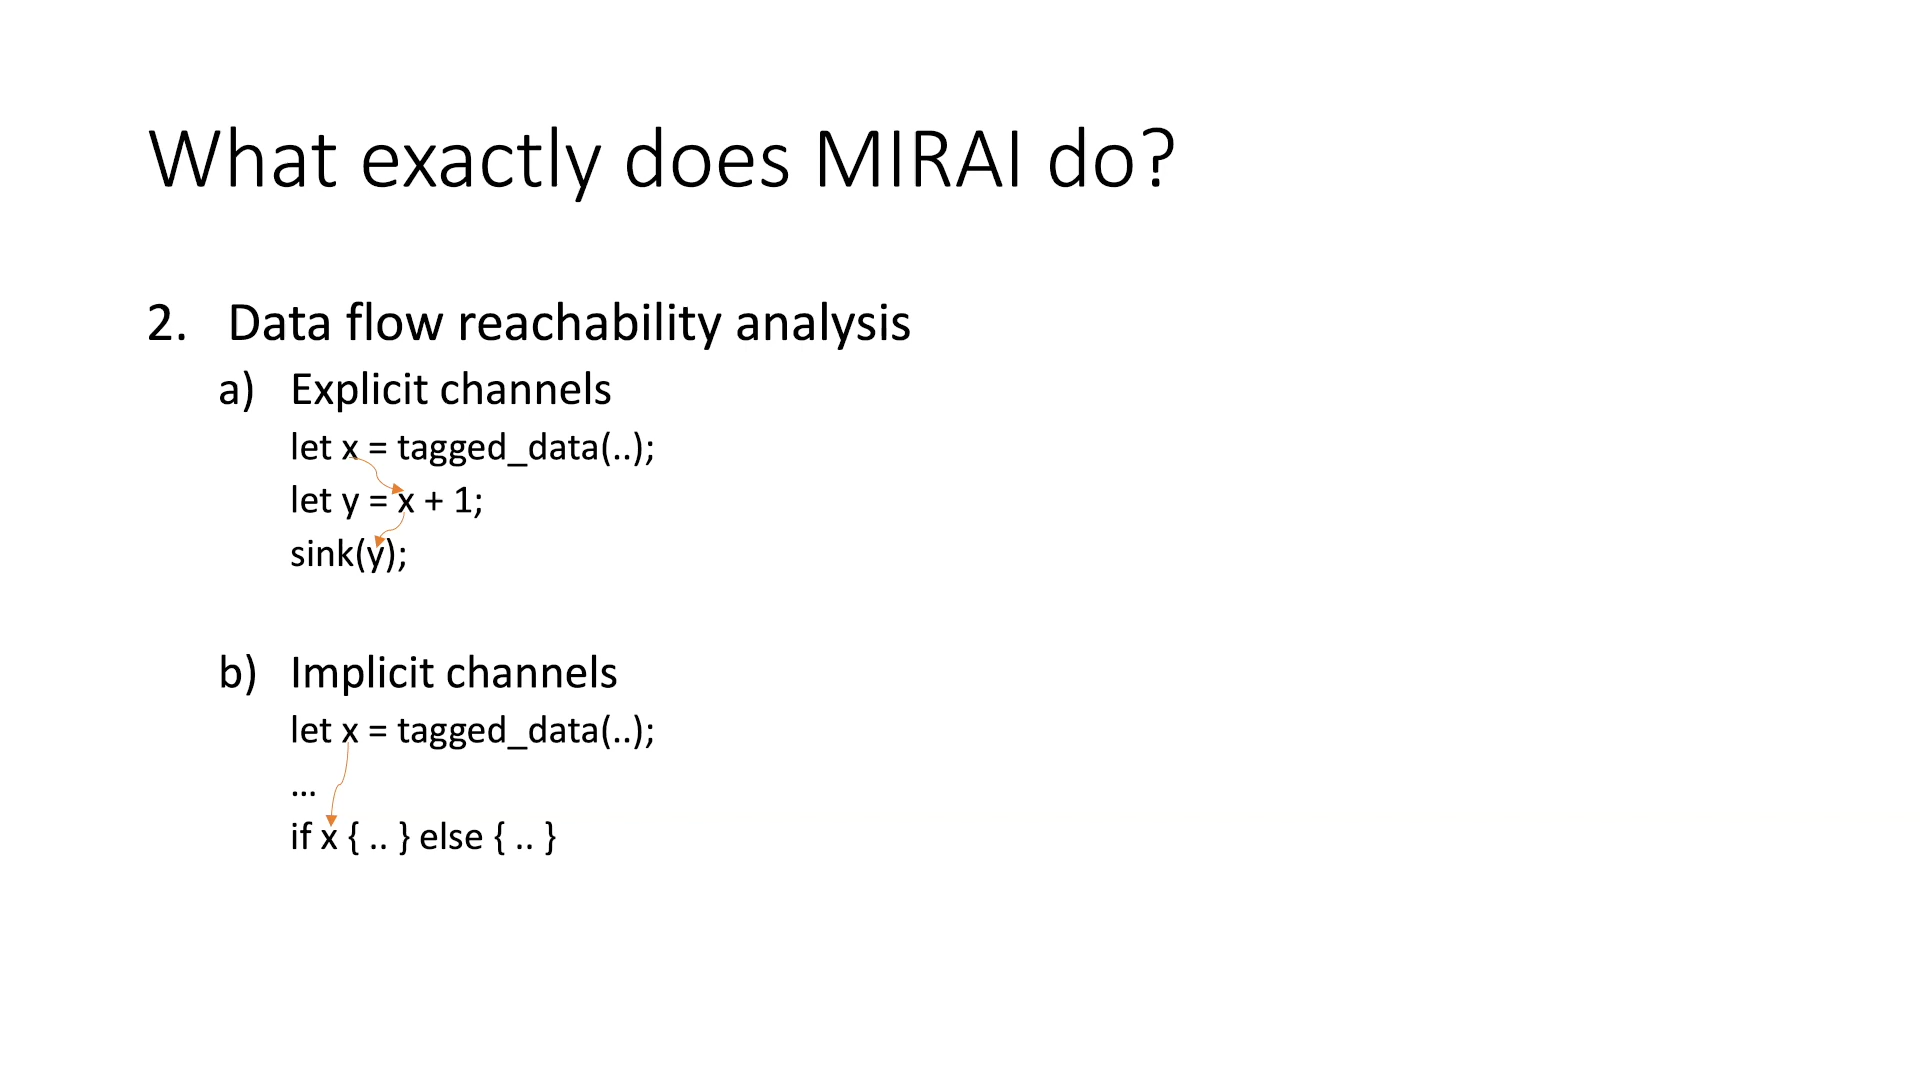 What exactly does MIRAI do?
2. Data flow reachability analysis
a) Explicit channels
let x = tagged_data(..);
let y = x + 1;
sink(y);
b) Implicit channels
let x = tagged_data(..);
…
if x { .. } else { .. }